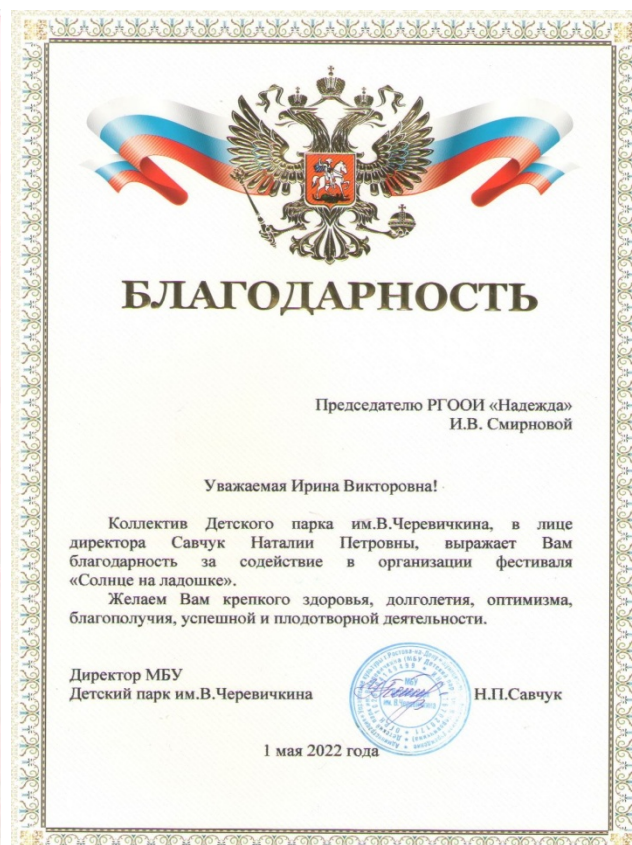 БЛАГОДАРНОСТЬ
Председателю РГООИ «Надежда»
И.В. Смирновой
Уважаемая Ирина Викторовна!
Коллектив Детского парка им.В.Черевичкина, в лице
директора Савчук Наталии Петровны, выражает Вам
благодарность за содействие в организации фестиваля
«Солнце на ладошке».
Желаем Вам крепкого здоровья, долголетия, оптимизма,
благополучия, успешной и плодотворной деятельности.
Директор МБУ
Детский парк им.В.Черевичкина
Н.П.Савчук
1 мая 2022 года